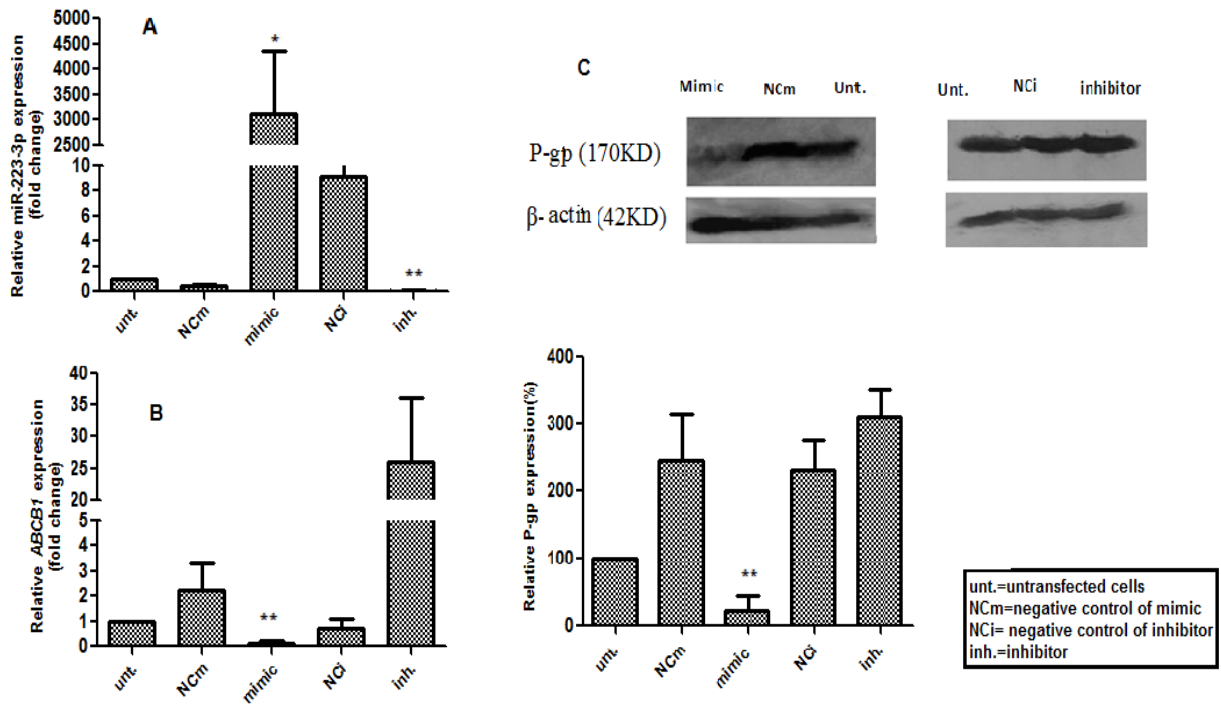 A
Relative miR-223-3p expression
(fold change)
5000
4500
4000
3500
3000
2500
10
8
6
4
2
0
*
**
unt.
NCm
mimic
NCi
inh.
B
Relative ABCB1 expression
(fold change)
40
35
30
25
20
5
4
3
2
1
0
**
unt.
NCm
mimic
NCi
inh.
C
Mimic NCm Unt.
Unt. NCi inhibitor
P-gp (170KD)
β- actin (42KD)
Relative P-gp expression(%)
400
300
200
100
0
**
unt.
NCm
mimic
NCi
inh.
unt.=untransfected cells
NCm=negative control of mimic
NCi= negative control of inhibitor
inh.=inhibitor